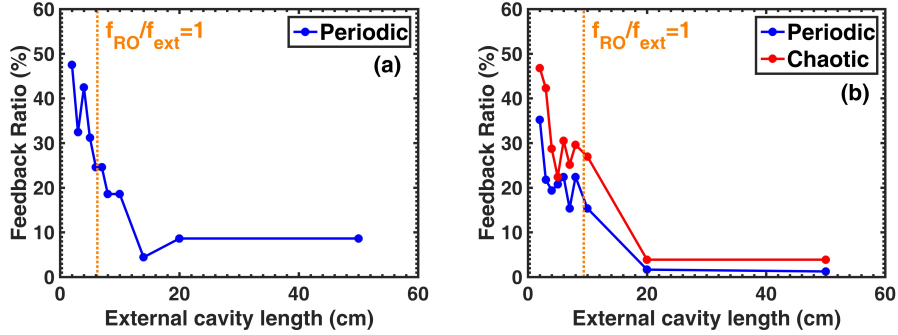 60
50
40
30
20
10
0
Feedback Ratio (%)
f_RO/f_ext=1
Periodic
(a)
0 20 40 60
External cavity length (cm)
60
50
40
30
20
10
0
Feedback Ratio (%)
f_RO/f_ext=1
Periodic
Chaotic
(b)
0 20 40 60
External cavity length (cm)